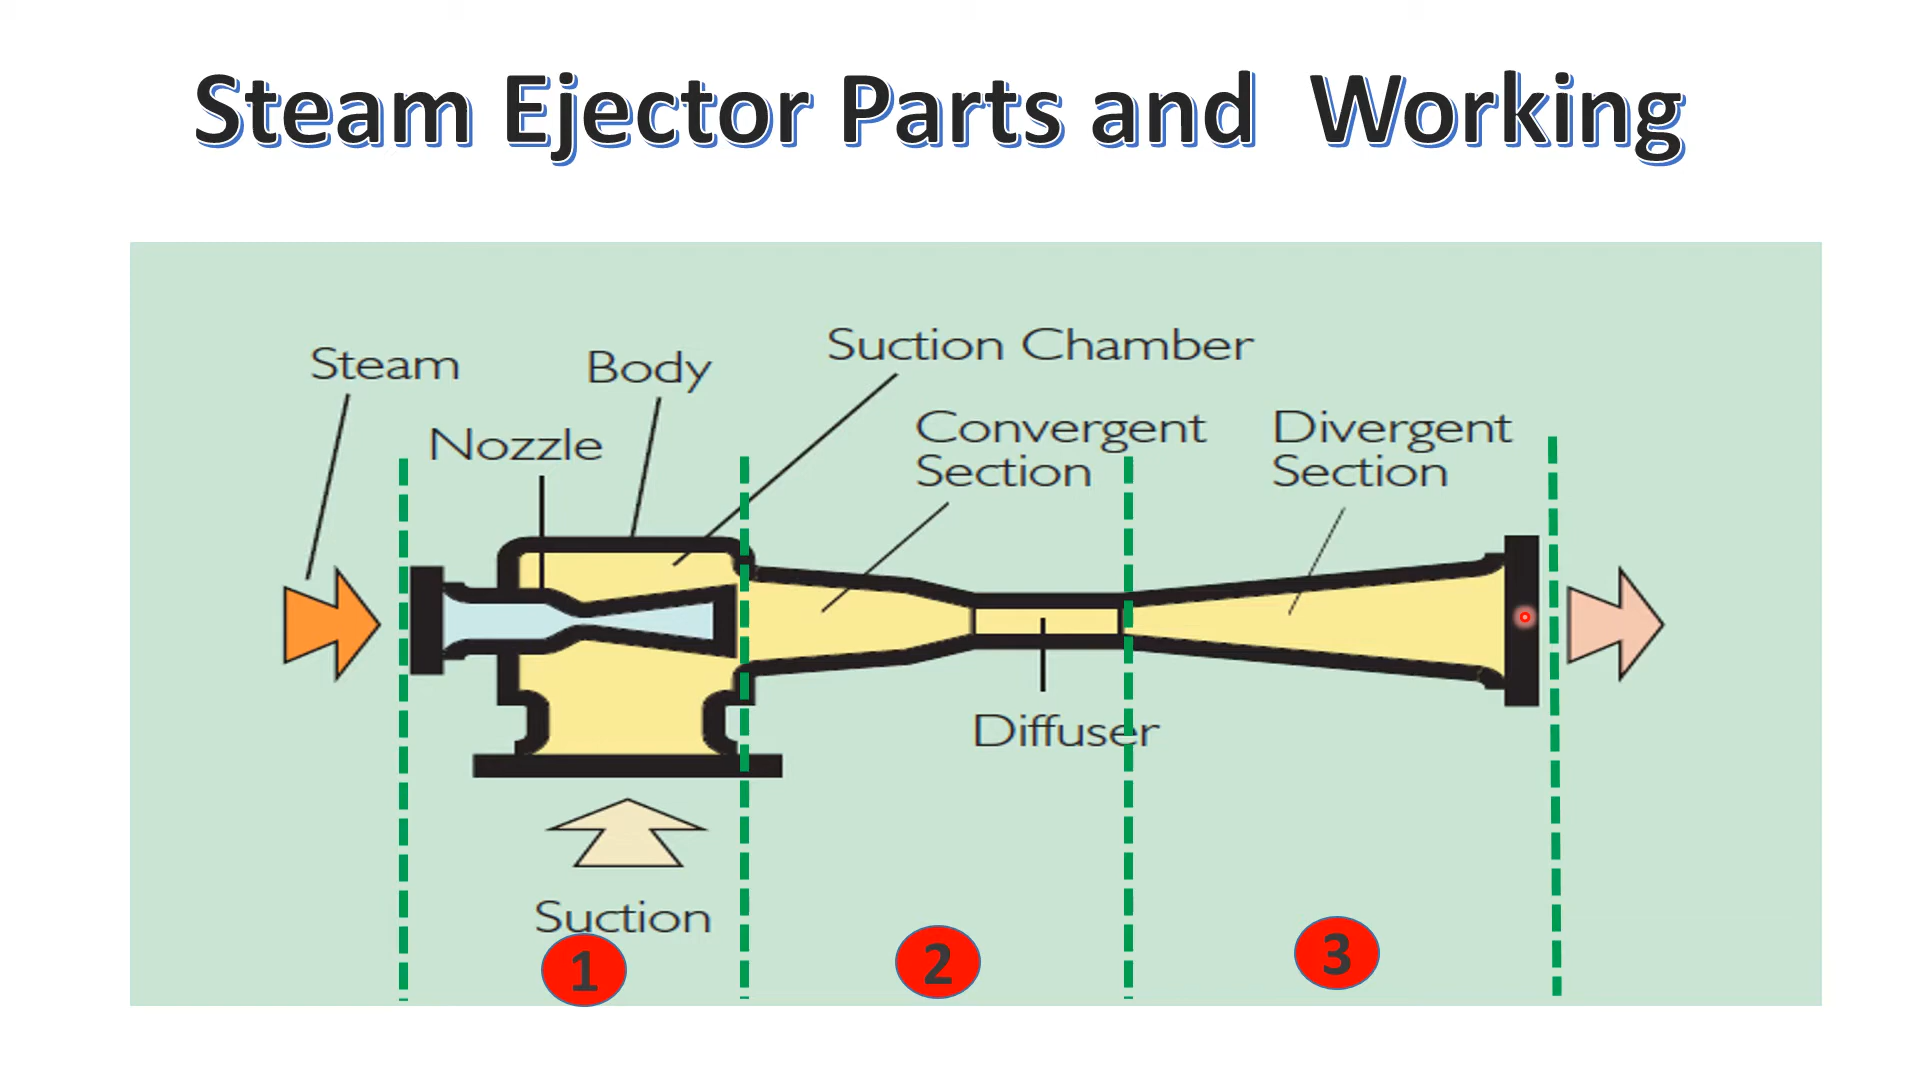 Steam Ejector Parts and  Working
Suction Chamber
Steam
Body
Convergent
Section
Divergent
Section
Nozzle
Diffuser
Suction
1
2
3